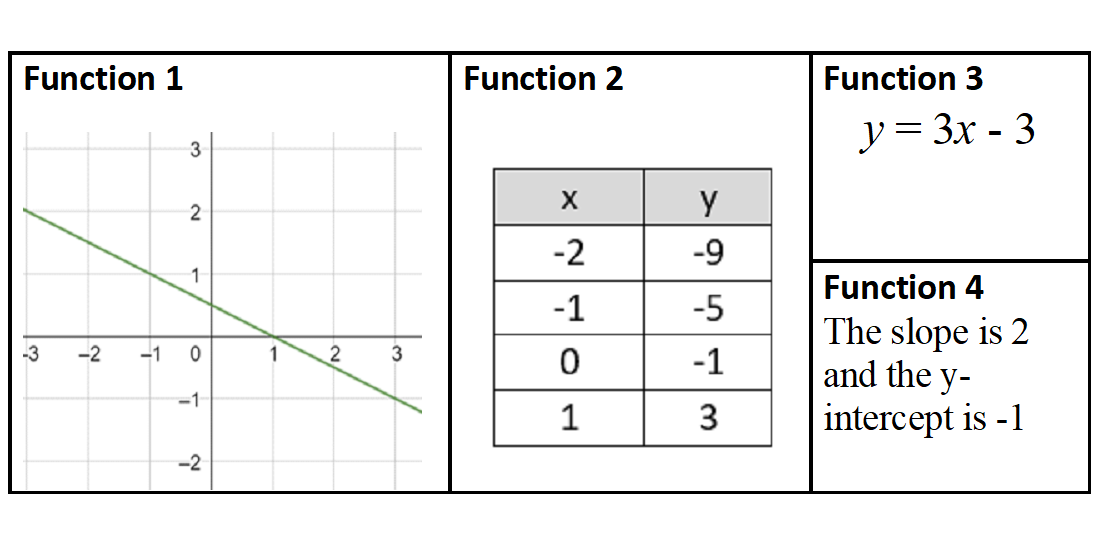 Function 1
3
2
1
-3 -2 -1 0 1 2 3
-1
-2
Function 2
x y
-2 -9
-1 -5
0 -1
1 3
Function 3
y = 3x - 3
Function 4
The slope is 2
and the y-
intercept is -1